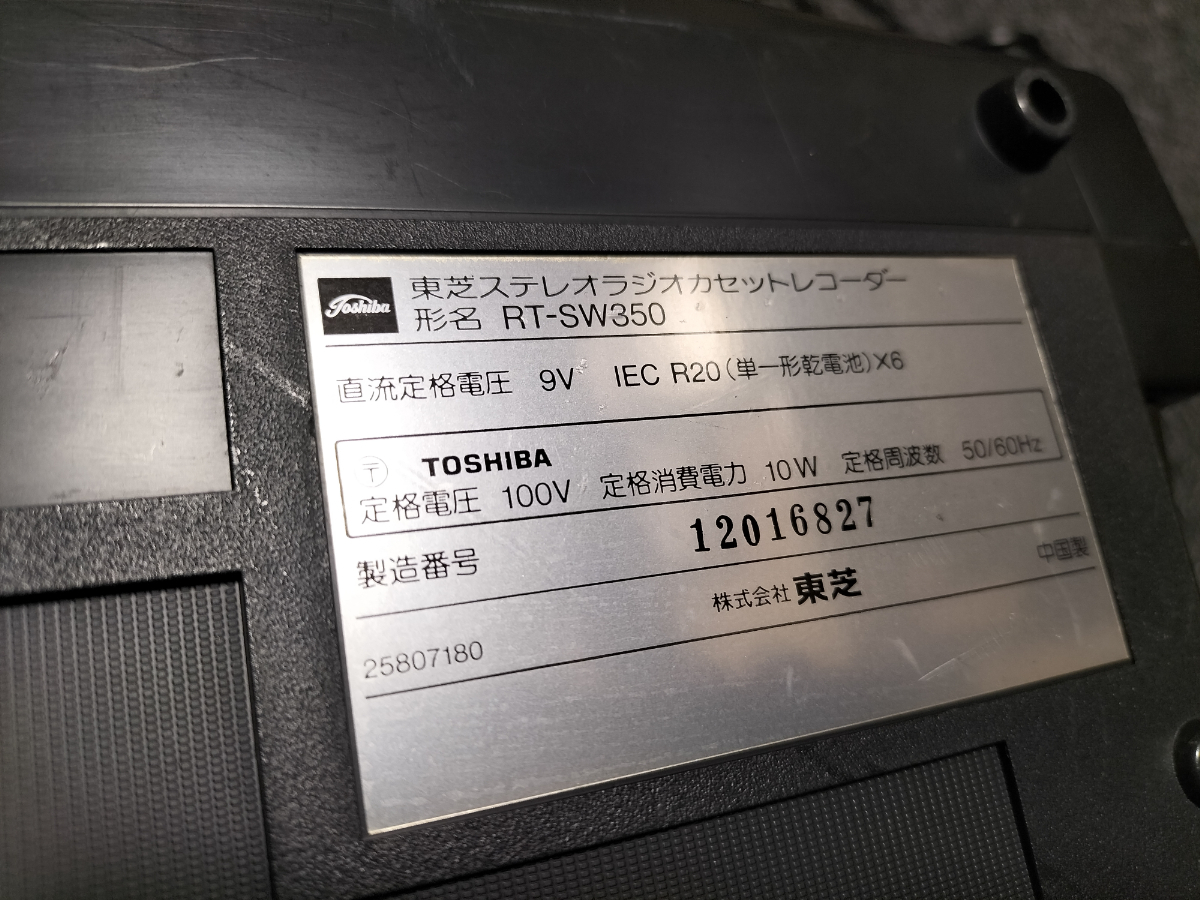 Toshiba
東芝ステレオラジオカセットレコーダー
形名 RT-SW350
直流定格電圧 9V IEC R20(単一形乾電池)×6
〒 TOSHIBA
定格電圧 100V 定格消費電力 10W 定格周波数 50/60Hz
製造番号 12016827
株式会社 東芝 中国製
25807180